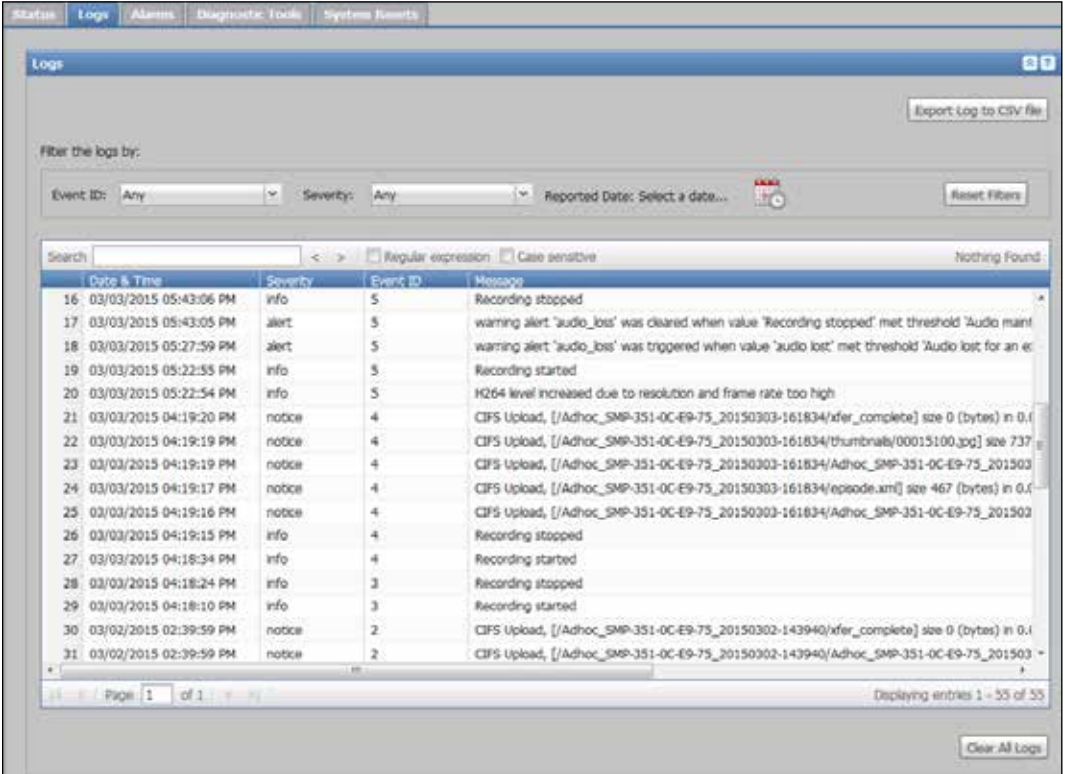 Status Logs Alarms Diagnostic Tools System Resets
Logs
Export Log to CSV file
Filter the logs by:
Event ID: Any Severity: Any Reported Date: Select a date... Reset Filters
Search < > Regular expression Case sensitive Nothing Found
Date & Time Severity Event ID Message
16 03/03/2015 05:43:06 PM info 5 Recording stopped
17 03/03/2015 05:43:05 PM alert 5 warning alert 'audio_loss' was cleared when value 'Recording stopped' met threshold 'Audio maint
18 03/03/2015 05:27:59 PM alert 5 warning alert 'audio_loss' was triggered when value 'audio lost' met threshold 'Audio lost for an ex
19 03/03/2015 05:22:55 PM info 5 Recording started
20 03/03/2015 05:22:54 PM info 5 H264 level increased due to resolution and frame rate too high
21 03/03/2015 04:19:20 PM notice 4 CIFS Upload, [/Adhoc_SMP-351-0C-E9-75_20150303-161834/xfer_complete] size 0 (bytes) in 0.0
22 03/03/2015 04:19:19 PM notice 4 CIFS Upload, [/Adhoc_SMP-351-0C-E9-75_20150303-161834/thumbnails/00015100.jpg] size 737
23 03/03/2015 04:19:19 PM notice 4 CIFS Upload, [/Adhoc_SMP-351-0C-E9-75_20150303-161834/Adhoc_SMP-351-0C-E9-75_201503
24 03/03/2015 04:19:17 PM notice 4 CIFS Upload, [/Adhoc_SMP-351-0C-E9-75_20150303-161834/episode.xml] size 467 (bytes) in 0.0
25 03/03/2015 04:19:16 PM notice 4 CIFS Upload, [/Adhoc_SMP-351-0C-E9-75_20150303-161834/Adhoc_SMP-351-0C-E9-75_201503
26 03/03/2015 04:19:15 PM info 4 Recording stopped
27 03/03/2015 04:18:34 PM info 4 Recording started
28 03/03/2015 04:18:24 PM info 3 Recording stopped
29 03/03/2015 04:18:10 PM info 3 Recording started
30 03/02/2015 02:39:59 PM notice 2 CIFS Upload, [/Adhoc_SMP-351-0C-E9-75_20150302-143940/xfer_complete] size 0 (bytes) in 0.0
31 03/02/2015 02:39:59 PM notice 2 CIFS Upload, [/Adhoc_SMP-351-0C-E9-75_20150302-143940/Adhoc_SMP-351-0C-E9-75_201503
Page 1 of 1 Displaying entries 1 - 55 of 55
Clear All Logs